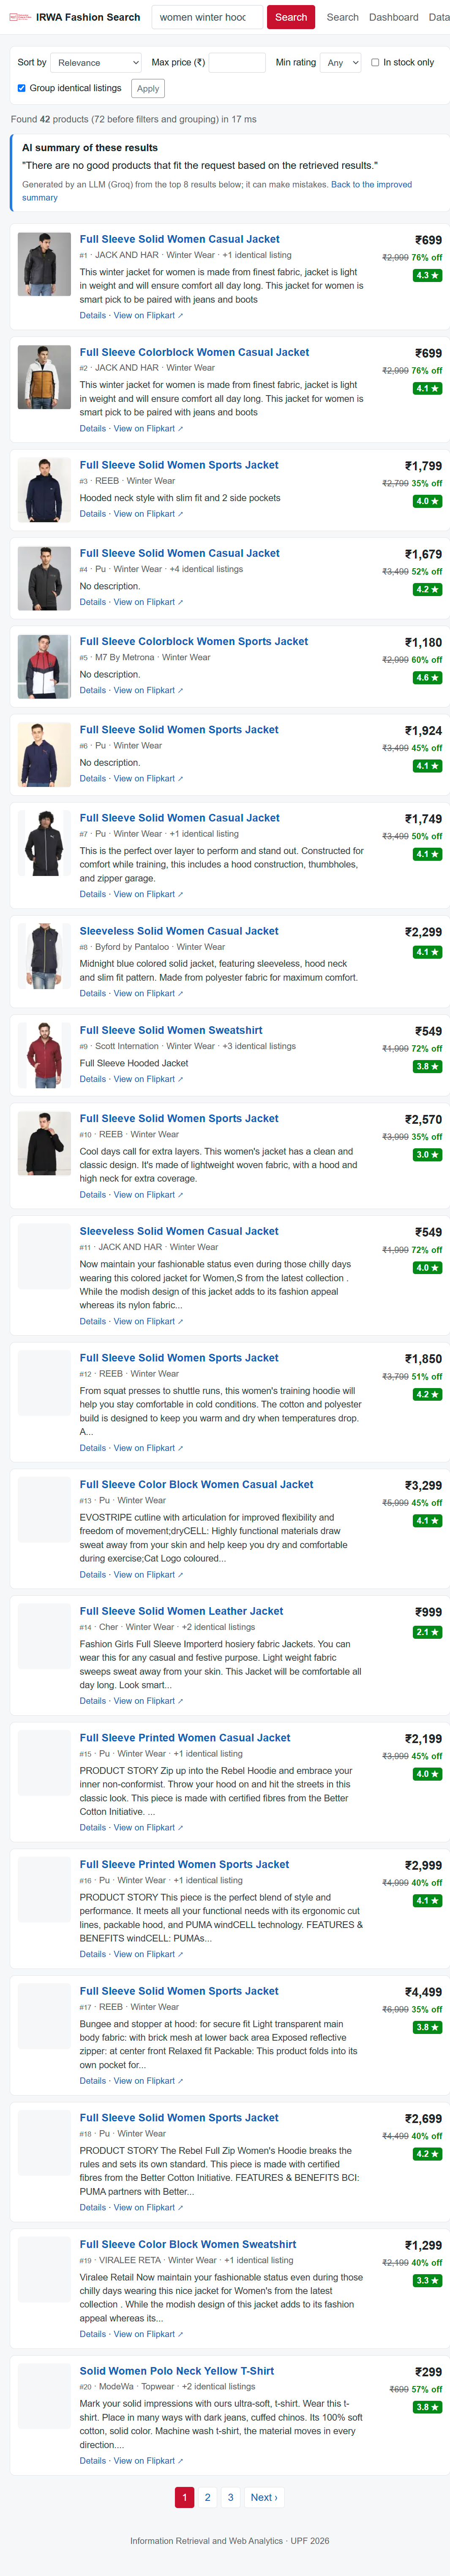 IRWA Fashion Search
women winter hooc
Search
Search Dashboard Data
Sort by Relevance Max price (₹) Min rating Any In stock only
Group identical listings Apply
Found 42 products (72 before filters and grouping) in 17 ms
AI summary of these results
"There are no good products that fit the request based on the retrieved results."
Generated by an LLM (Groq) from the top 8 results below; it can make mistakes. Back to the improved
summary
Full Sleeve Solid Women Casual Jacket
₹699
#1 · JACK AND HAR · Winter Wear · +1 identical listing
₹2,999 76% off
This winter jacket for women is made from finest fabric, jacket is light
4.3 ★
in weight and will ensure comfort all day long. This jacket for women is
smart pick to be paired with jeans and boots
Details · View on Flipkart ↗
Full Sleeve Colorblock Women Casual Jacket
₹699
#2 · JACK AND HAR · Winter Wear
₹2,999 76% off
This winter jacket for women is made from finest fabric, jacket is light
4.1 ★
in weight and will ensure comfort all day long. This jacket for women is
smart pick to be paired with jeans and boots
Details · View on Flipkart ↗
Full Sleeve Solid Women Sports Jacket
₹1,799
#3 · REEB · Winter Wear
₹2,799 35% off
Hooded neck style with slim fit and 2 side pockets
4.0 ★
Details · View on Flipkart ↗
Full Sleeve Solid Women Casual Jacket
₹1,679
#4 · Pu · Winter Wear · +4 identical listings
₹3,499 52% off
No description.
4.2 ★
Details · View on Flipkart ↗
Full Sleeve Colorblock Women Sports Jacket
₹1,180
#5 · M7 By Metrona · Winter Wear
₹2,999 60% off
No description.
4.6 ★
Details · View on Flipkart ↗
Full Sleeve Solid Women Sports Jacket
₹1,924
#6 · Pu · Winter Wear
₹3,499 45% off
No description.
4.1 ★
Details · View on Flipkart ↗
Full Sleeve Solid Women Casual Jacket
₹1,749
#7 · Pu · Winter Wear · +1 identical listing
₹3,499 50% off
This is the perfect over layer to perform and stand out. Constructed for
4.1 ★
comfort while training, this includes a hood construction, thumbholes,
and zipper garage.
Details · View on Flipkart ↗
Sleeveless Solid Women Casual Jacket
₹2,299
#8 · Byford by Pantaloo · Winter Wear
4.1 ★
Midnight blue colored solid jacket, featuring sleeveless, hood neck
and slim fit pattern. Made from polyester fabric for maximum comfort.
Details · View on Flipkart ↗
Full Sleeve Solid Women Sweatshirt
₹549
#9 · Scott Internation · Winter Wear · +3 identical listings
₹1,999 72% off
Full Sleeve Hooded Jacket
3.8 ★
Details · View on Flipkart ↗
Full Sleeve Solid Women Sports Jacket
₹2,570
#10 · REEB · Winter Wear
₹3,999 35% off
Cool days call for extra layers. This women's jacket has a clean and
3.0 ★
classic design. It's made of lightweight woven fabric, with a hood and
high neck for extra coverage.
Details · View on Flipkart ↗
Sleeveless Solid Women Casual Jacket
₹549
#11 · JACK AND HAR · Winter Wear
₹1,999 72% off
Now maintain your fashionable status even during those chilly days
4.0 ★
wearing this colored jacket for Women,S from the latest collection .
While the modish design of this jacket adds to its fashion appeal
whereas its nylon fabric...
Details · View on Flipkart ↗
Full Sleeve Solid Women Sports Jacket
₹1,850
#12 · REEB · Winter Wear
₹3,799 51% off
From squat presses to shuttle runs, this women's training hoodie will
4.2 ★
help you stay comfortable in cold conditions. The cotton and polyester
build is designed to keep you warm and dry when temperatures drop.
A...
Details · View on Flipkart ↗
Full Sleeve Color Block Women Casual Jacket
₹3,299
#13 · Pu · Winter Wear
₹5,999 45% off
EVOSTRIPE cutline with articulation for improved flexibility and
4.1 ★
freedom of movement;dryCELL: Highly functional materials draw
sweat away from your skin and help keep you dry and comfortable
during exercise;Cat Logo coloured...
Details · View on Flipkart ↗
Full Sleeve Solid Women Leather Jacket
₹999
#14 · Cher · Winter Wear · +2 identical listings
2.1 ★
Fashion Girls Full Sleeve Importerd hosiery fabric Jackets. You can
wear this for any casual and festive purpose. Light weight fabric
sweeps sweat away from your skin. This Jacket will be comfortable all
day long. Look smart...
Details · View on Flipkart ↗
Full Sleeve Printed Women Casual Jacket
₹2,199
#15 · Pu · Winter Wear · +1 identical listing
₹3,999 45% off
PRODUCT STORY Zip up into the Rebel Hoodie and embrace your
4.0 ★
inner non-conformist. Throw your hood on and hit the streets in this
classic look. This piece is made with certified fibres from the Better
Cotton Initiative. ...
Details · View on Flipkart ↗
Full Sleeve Printed Women Sports Jacket
₹2,999
#16 · Pu · Winter Wear · +1 identical listing
₹4,999 40% off
PRODUCT STORY This piece is the perfect blend of style and
4.1 ★
performance. It meets all your functional needs with its ergonomic cut
lines, packable hood, and PUMA windCELL technology. FEATURES &
BENEFITS windCELL: PUMAs...
Details · View on Flipkart ↗
Full Sleeve Solid Women Sports Jacket
₹4,499
#17 · REEB · Winter Wear
₹6,999 35% off
Bungee and stopper at hood: for secure fit Light transparent main
3.8 ★
body fabric: with brick mesh at lower back area Exposed reflective
zipper: at center front Relaxed fit Packable: This product folds into its
own pocket for...
Details · View on Flipkart ↗
Full Sleeve Solid Women Sports Jacket
₹2,699
#18 · Pu · Winter Wear
₹4,499 40% off
PRODUCT STORY The Rebel Full Zip Women's Hoodie breaks the
4.2 ★
rules and sets its own standard. This piece is made with certified
fibres from the Better Cotton Initiative. FEATURES & BENEFITS BCI:
PUMA partners with Better...
Details · View on Flipkart ↗
Full Sleeve Color Block Women Sweatshirt
₹1,299
#19 · VIRALEE RETA · Winter Wear · +1 identical listing
₹2,199 40% off
Viralee Retail Now maintain your fashionable status even during those
3.3 ★
chilly days wearing this nice jacket for Women's from the latest
collection . While the modish design of this jacket adds to its fashion
appeal whereas its...
Details · View on Flipkart ↗
Solid Women Polo Neck Yellow T-Shirt
₹299
#20 · ModeWa · Topwear · +2 identical listings
₹699 57% off
Mark your solid impressions with ours ultra-soft, t-shirt. Wear this t-
3.8 ★
shirt. Place in many ways with dark jeans, cuffed chinos. Its 100% soft
cotton, solid color. Machine wash t-shirt, the material moves in every
direction....
Details · View on Flipkart ↗
1 2 3 Next ›
Information Retrieval and Web Analytics · UPF 2026